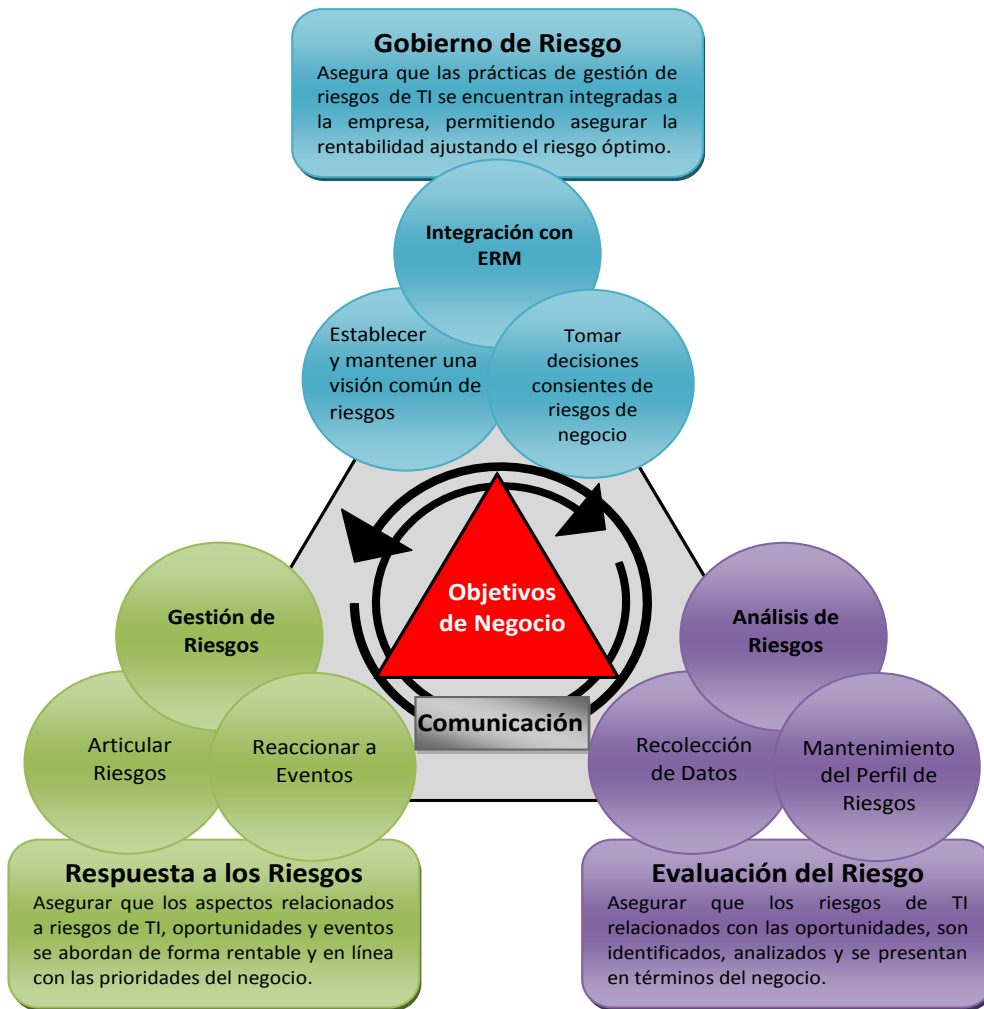 Gobierno de Riesgo
Asegura que las prácticas de gestión de
riesgos de TI se encuentran integradas a
la empresa, permitiendo asegurar la
rentabilidad ajustando el riesgo óptimo.
Integración con
ERM
Establecer
y mantener una
visión común de
riesgos
Tomar
decisiones
consientes de
riesgos de
negocio
Objetivos
de Negocio
Comunicación
Gestión de
Riesgos
Articular
Riesgos
Reaccionar a
Eventos
Respuesta a los Riesgos
Asegurar que los aspectos relacionados
a riesgos de TI, oportunidades y eventos
se abordan de forma rentable y en línea
con las prioridades del negocio.
Análisis de
Riesgos
Recolección
de Datos
Mantenimiento
del Perfil de
Riesgos
Evaluación del Riesgo
Asegurar que los riesgos de TI
relacionados con las oportunidades, son
identificados, analizados y se presentan
en términos del negocio.